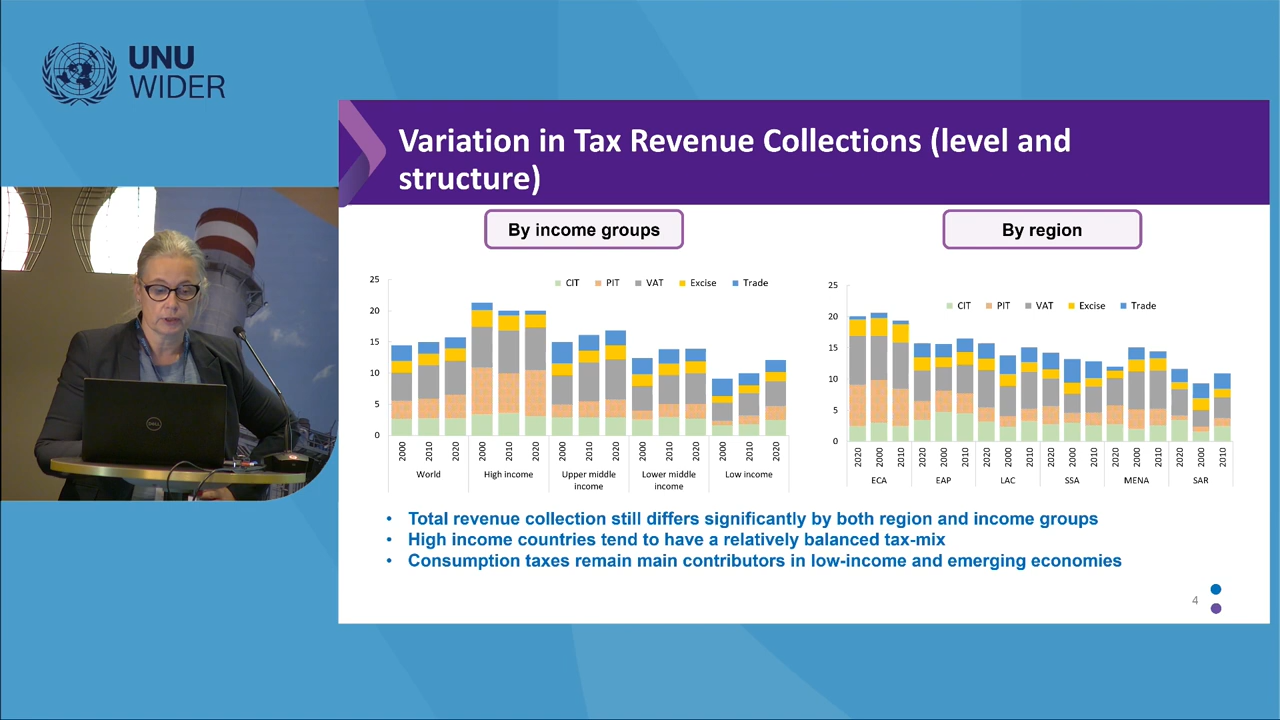 UNU
WIDER
Variation in Tax Revenue Collections (level and
structure)
By income groups
By region
25
20
15
10
5
0
CIT PIT VAT Excise Trade
2000 2010 2020 2000 2010 2020 2000 2010 2020 2000 2010 2020 2000 2010 2020
World High income Upper middle Lower middle Low income
income income
25
20
15
10
5
0
CIT PIT VAT Excise Trade
2020 2000 2010 2020 2000 2010 2020 2000 2010 2020 2000 2010 2020 2000 2010 2020 2000 2010
ECA EAP LAC SSA MENA SAR
• Total revenue collection still differs significantly by both region and income groups
• High income countries tend to have a relatively balanced tax-mix
• Consumption taxes remain main contributors in low-income and emerging economies
4
DELL